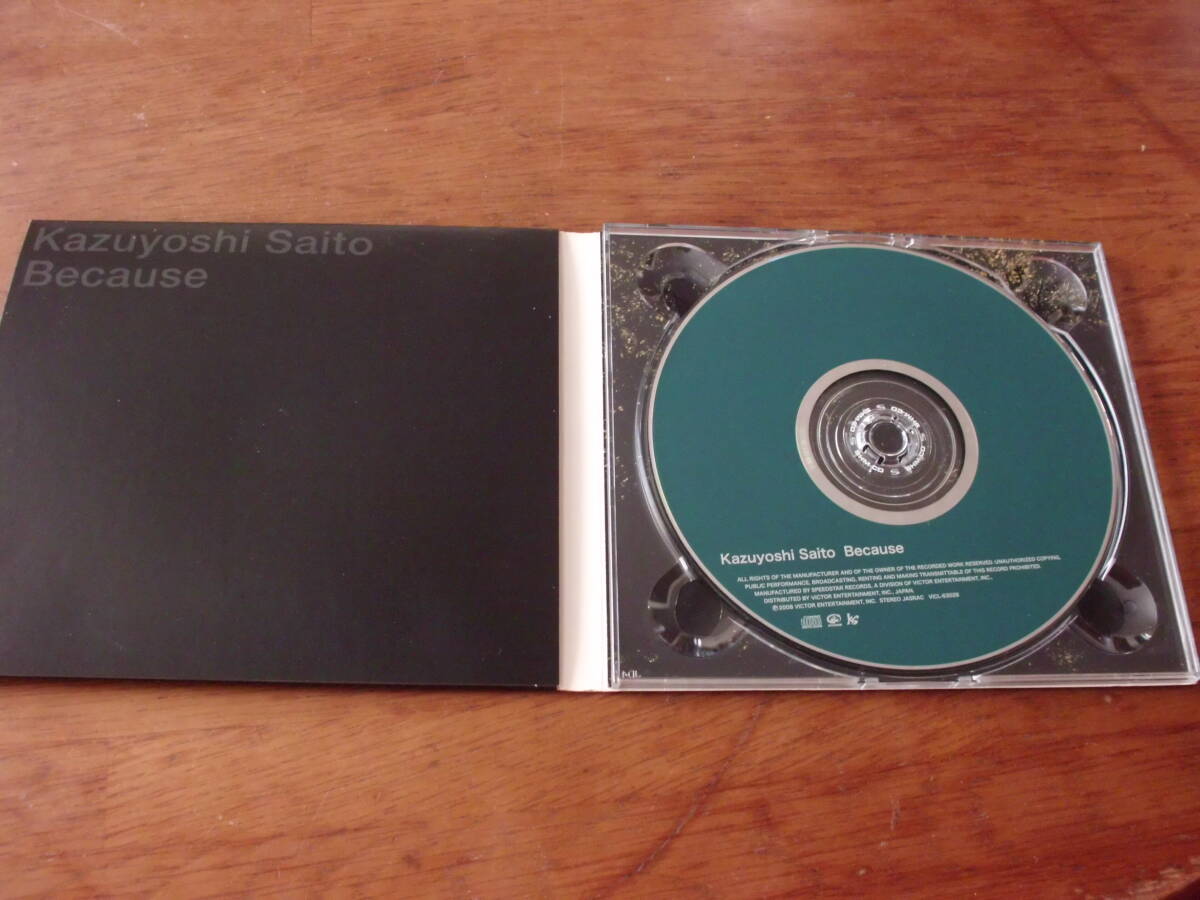 Kazuyoshi Saito
Because
Kazuyoshi Saito Because
ALL RIGHTS OF THE MANUFACTURER AND OF THE OWNER OF THE RECORDED WORK RESERVED. UNAUTHORIZED COPYING,
PUBLIC PERFORMANCE, BROADCASTING, RENTING AND MAKING TRANSMITTABLE OF THIS RECORD PROHIBITED.
MANUFACTURED BY SPEEDSTAR RECORDS, A DIVISION OF VICTOR ENTERTAINMENT, INC.,
DISTRIBUTED BY VICTOR ENTERTAINMENT, INC., JAPAN.
Ⓟ2008 VICTOR ENTERTAINMENT, INC. STEREO JASRAC